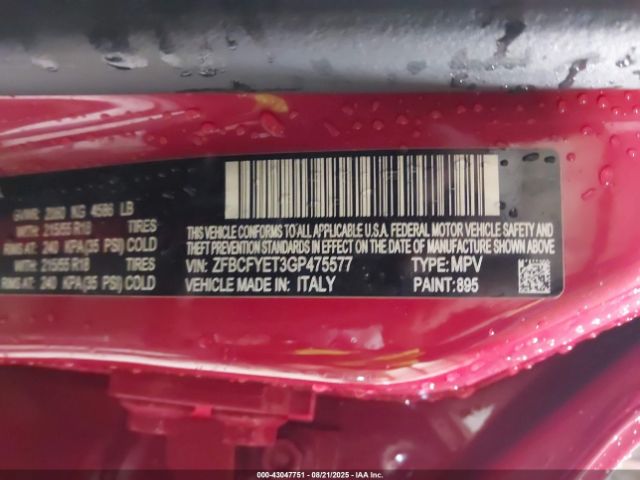 GVWR: 2080 KG 4586 LB
WITH: 215/55 R18 TIRES
RIMS AT: 240 KPA(35 PSI) COLD
WITH: 215/55 R18 TIRES
RIMS AT: 240 KPA(35 PSI) COLD
THIS VEHICLE CONFORMS TO ALL APPLICABLE U.S.A. FEDERAL MOTOR VEHICLE SAFETY
BUMPER AND THEFT PREVENTION STANDARDS IN EFFECT ON THE DATE OF MANUFACTURE SHOWN ABOVE.
VIN: ZFBCFYET3GP475577 TYPE: MPV
VEHICLE MADE IN: ITALY PAINT: 895
000-43047751 - 08/21/2025 - IAA Inc.